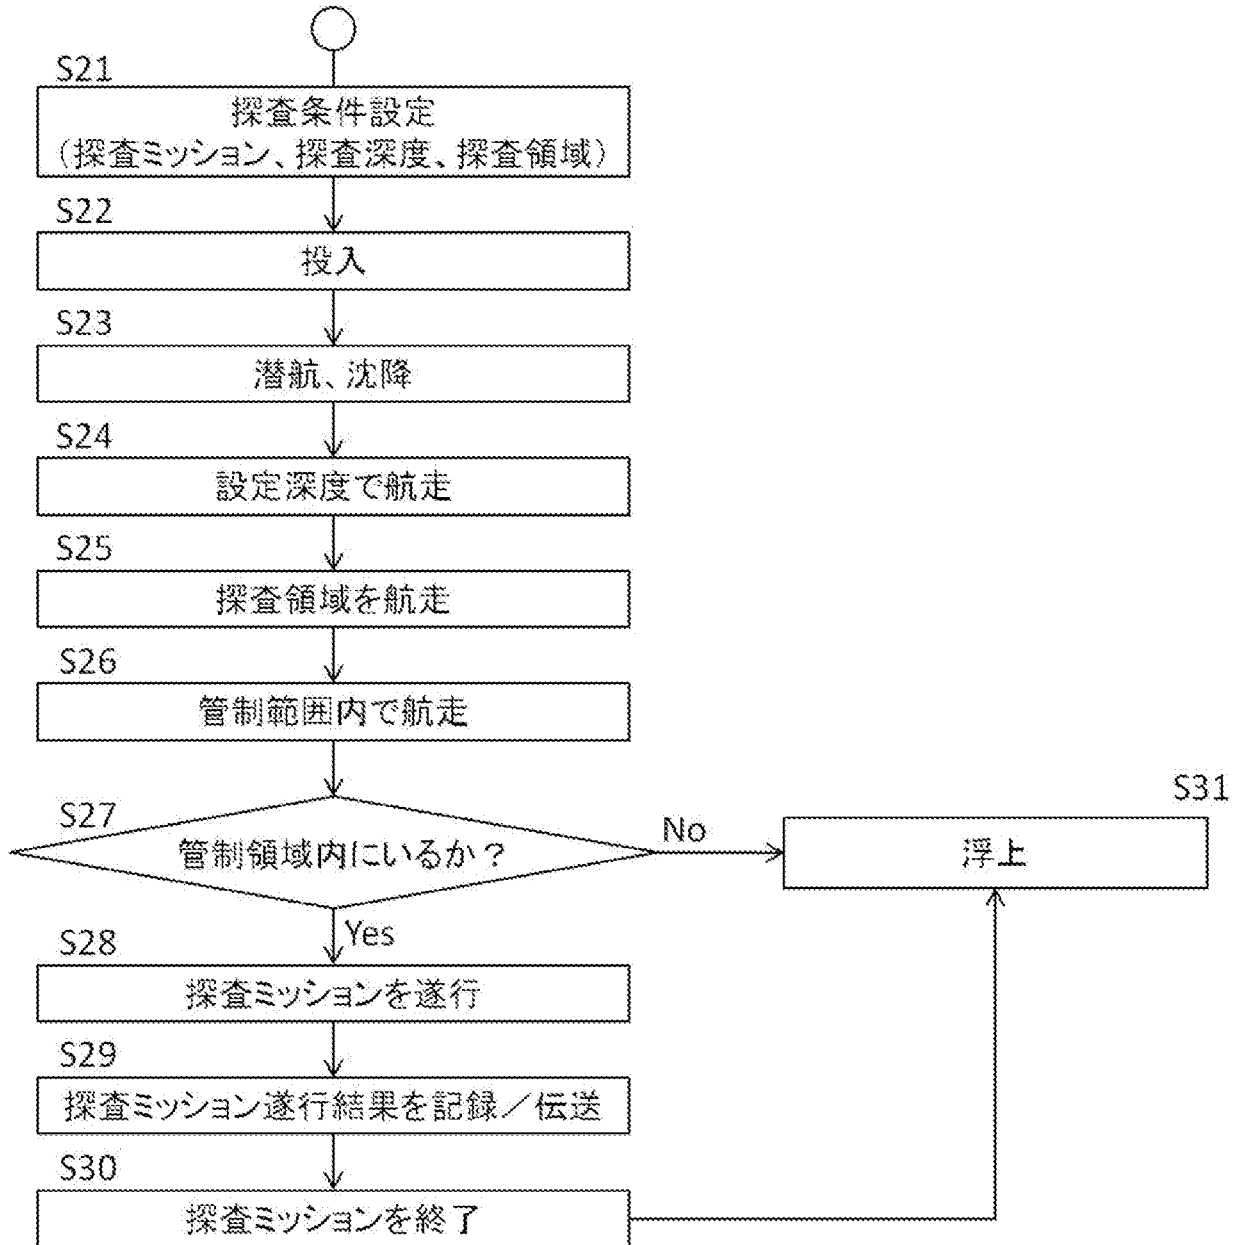 S21
探査条件設定
（探査ミッション、探査深度、探査領域）
S22
投入
S23
潜航、沈降
S24
設定深度で航走
S25
探査領域を航走
S26
管制範囲内で航走
S27
管制領域内にいるか？
No
S31
浮上
Yes
S28
探査ミッションを遂行
S29
探査ミッション遂行結果を記録／伝送
S30
探査ミッションを終了